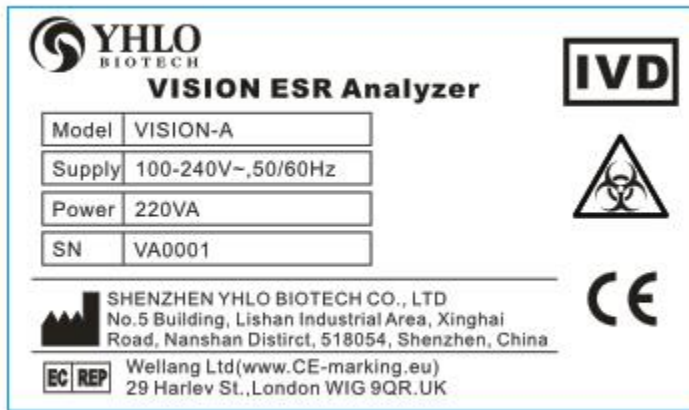 YHLO
BIOTECH
VISION ESR Analyzer
IVD
Model VISION-A
Supply 100-240V~,50/60Hz
Power 220VA
SN VA0001
SHENZHEN YHLO BIOTECH CO., LTD
No.5 Building, Lishan Industrial Area, Xinghai
Road, Nanshan Distirct, 518054, Shenzhen, China
CE
EC REP
Wellang Ltd(www.CE-marking.eu)
29 Harlev St.,London WIG 9QR.UK